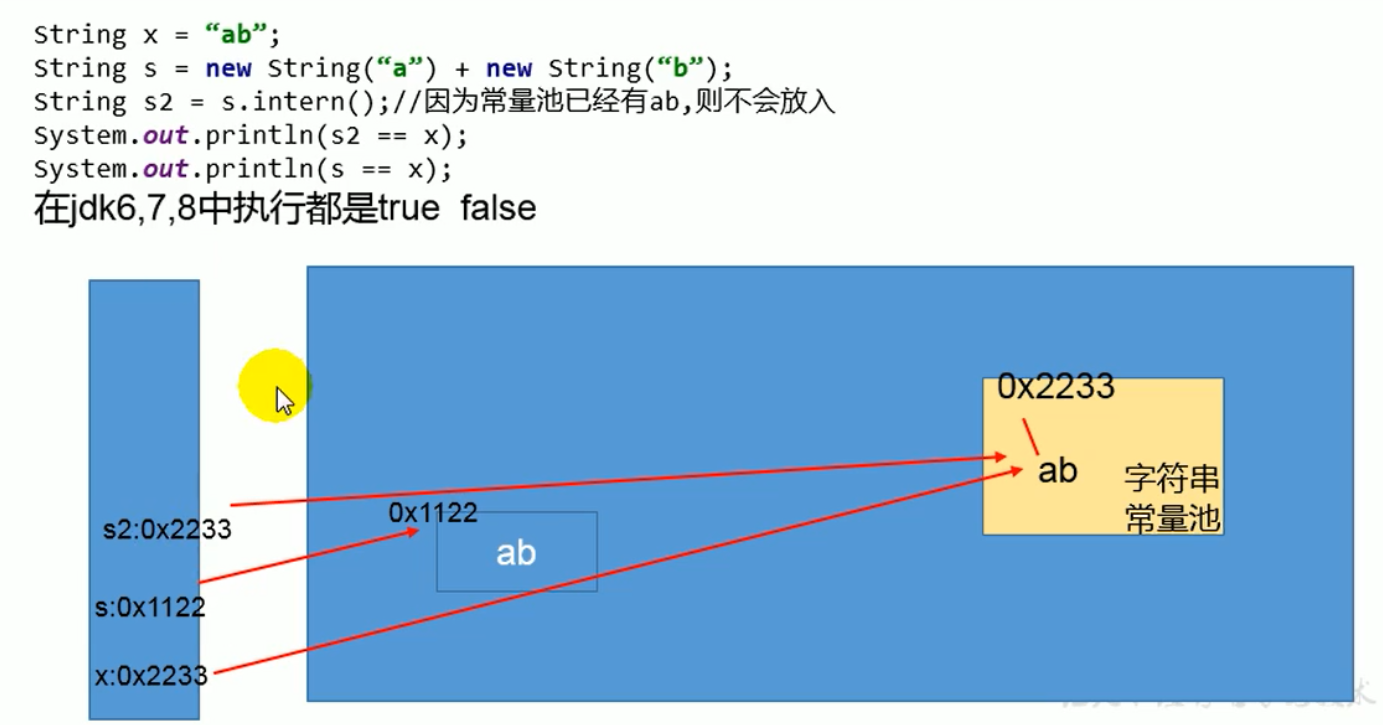 String x = “ab”;
String s = new String(“a”) + new String(“b”);
String s2 = s.intern();//因为常量池已经有ab,则不会放入
System.out.println(s2 == x);
System.out.println(s == x);
在jdk6,7,8中执行都是true false
0x2233
ab
字符串
常量池
s2:0x2233
0x1122
ab
s:0x1122
x:0x2233